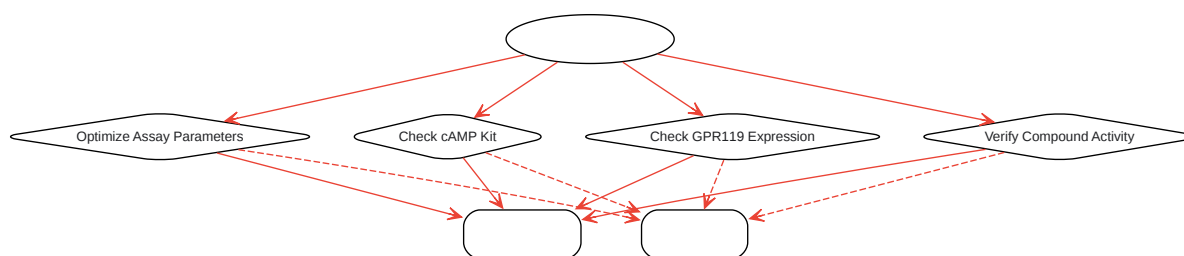 Optimize Assay Parameters
Check cAMP Kit
Check GPR119 Expression
Verify Compound Activity